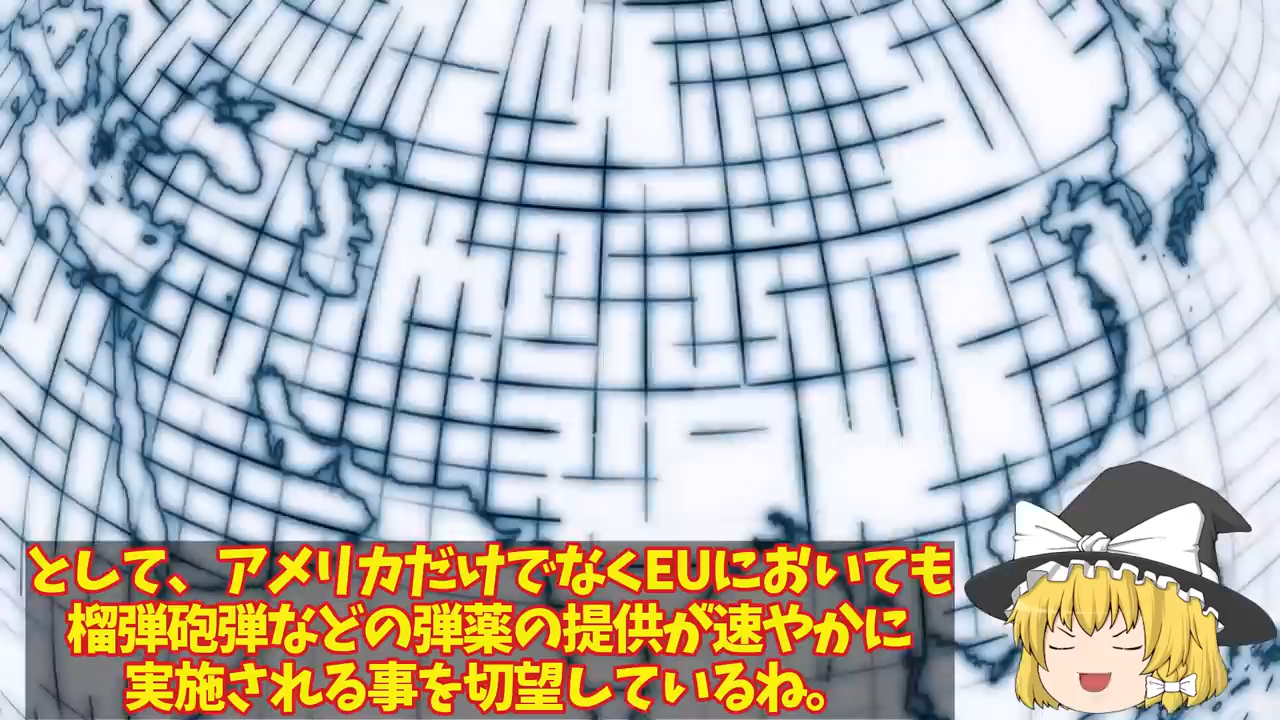 として、アメリカだけでなくEUにおいても
榴弾砲弾などの弾薬の提供が速やかに
実施される事を切望しているね。